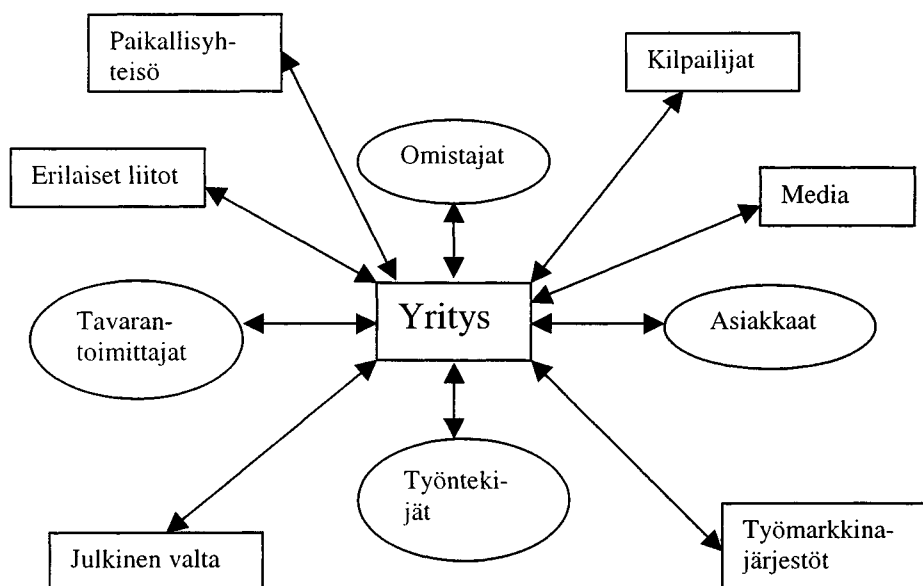 Paikallisyh-
teisö
Kilpailijat
Omistajat
Erilaiset liitot
Media
Yritys
Tavaran-
toimittajat
Asiakkaat
Työnteki-
jät
Julkinen valta
Työmarkkina-
järjestöt